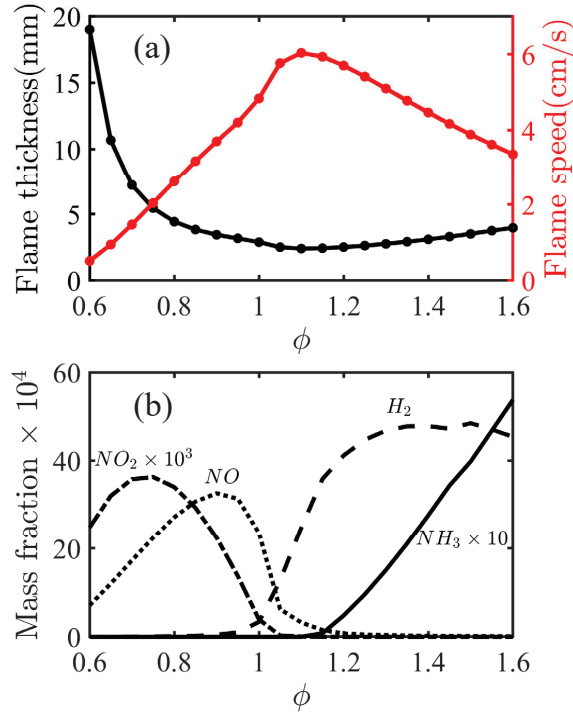 (a)
Flame thickness(mm)
20
15
10
5
0
Flame speed(cm/s)
6
4
2
0
0.6 0.8 1 1.2 1.4 1.6
ϕ
(b)
Mass fraction × 10⁴
60
40
20
0
NO₂ × 10³
NO
H₂
NH₃ × 10
0.6 0.8 1 1.2 1.4 1.6
ϕ